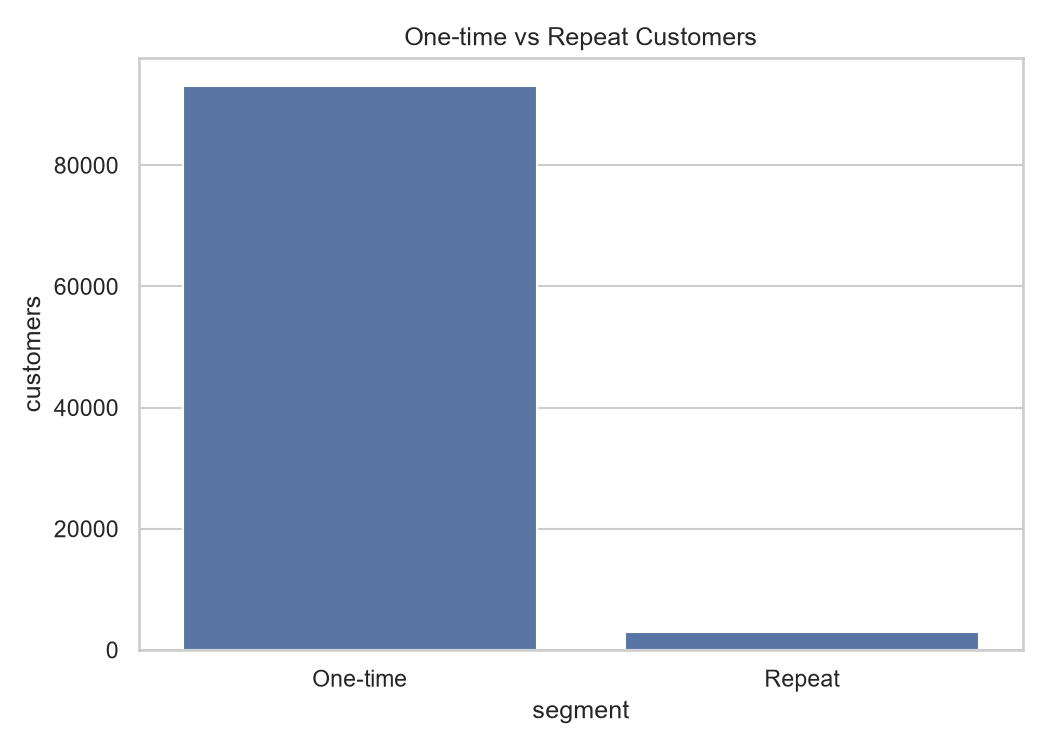 One-time vs Repeat Customers
customers
80000
60000
40000
20000
0
One-time
Repeat
segment